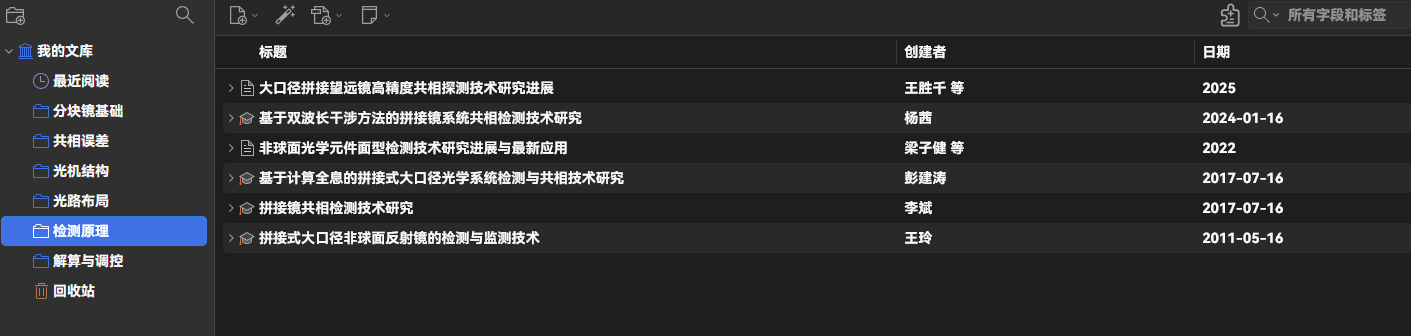 所有字段和标签
我的文库
最近阅读
分块镜基础
共相误差
光机结构
光路布局
检测原理
解算与调控
回收站
标题 创建者 日期
大口径拼接望远镜高精度共相探测技术研究进展 王胜千 等 2025
基于双波长干涉方法的拼接镜系统共相检测技术研究 杨茜 2024-01-16
非球面光学元件面型检测技术研究进展与最新应用 梁子健 等 2022
基于计算全息的拼接式大口径光学系统检测与共相技术研究 彭建涛 2017-07-16
拼接镜共相检测技术研究 李斌 2017-07-16
拼接式大口径非球面反射镜的检测与监测技术 王玲 2011-05-16